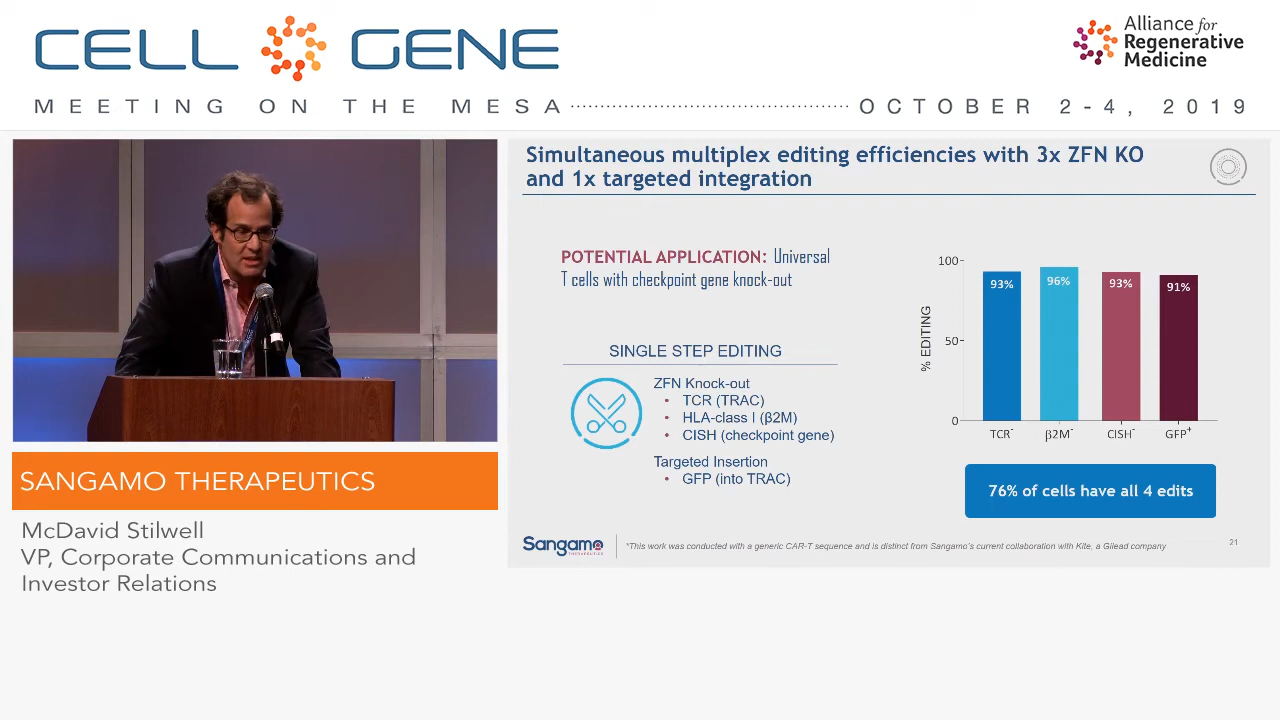 CELL GENE
MEETING ON THE MESA
OCTOBER 2-4, 2019
Alliance for
Regenerative
Medicine
Simultaneous multiplex editing efficiencies with 3x ZFN KO
and 1x targeted integration
POTENTIAL APPLICATION: Universal
T cells with checkpoint gene knock-out
SINGLE STEP EDITING
ZFN Knock-out
• TCR (TRAC)
• HLA-class I (β2M)
• CISH (checkpoint gene)
Targeted Insertion
• GFP (into TRAC)
% EDITING
100
50
0
93%
96%
93%
91%
TCR-
β2M-
CISH-
GFP+
76% of cells have all 4 edits
Sangamo
THERAPEUTICS
*This work was conducted with a generic CAR-T sequence and is distinct from Sangamo's current collaboration with Kite, a Gilead company
21
SANGAMO THERAPEUTICS
McDavid Stilwell
VP, Corporate Communications and
Investor Relations